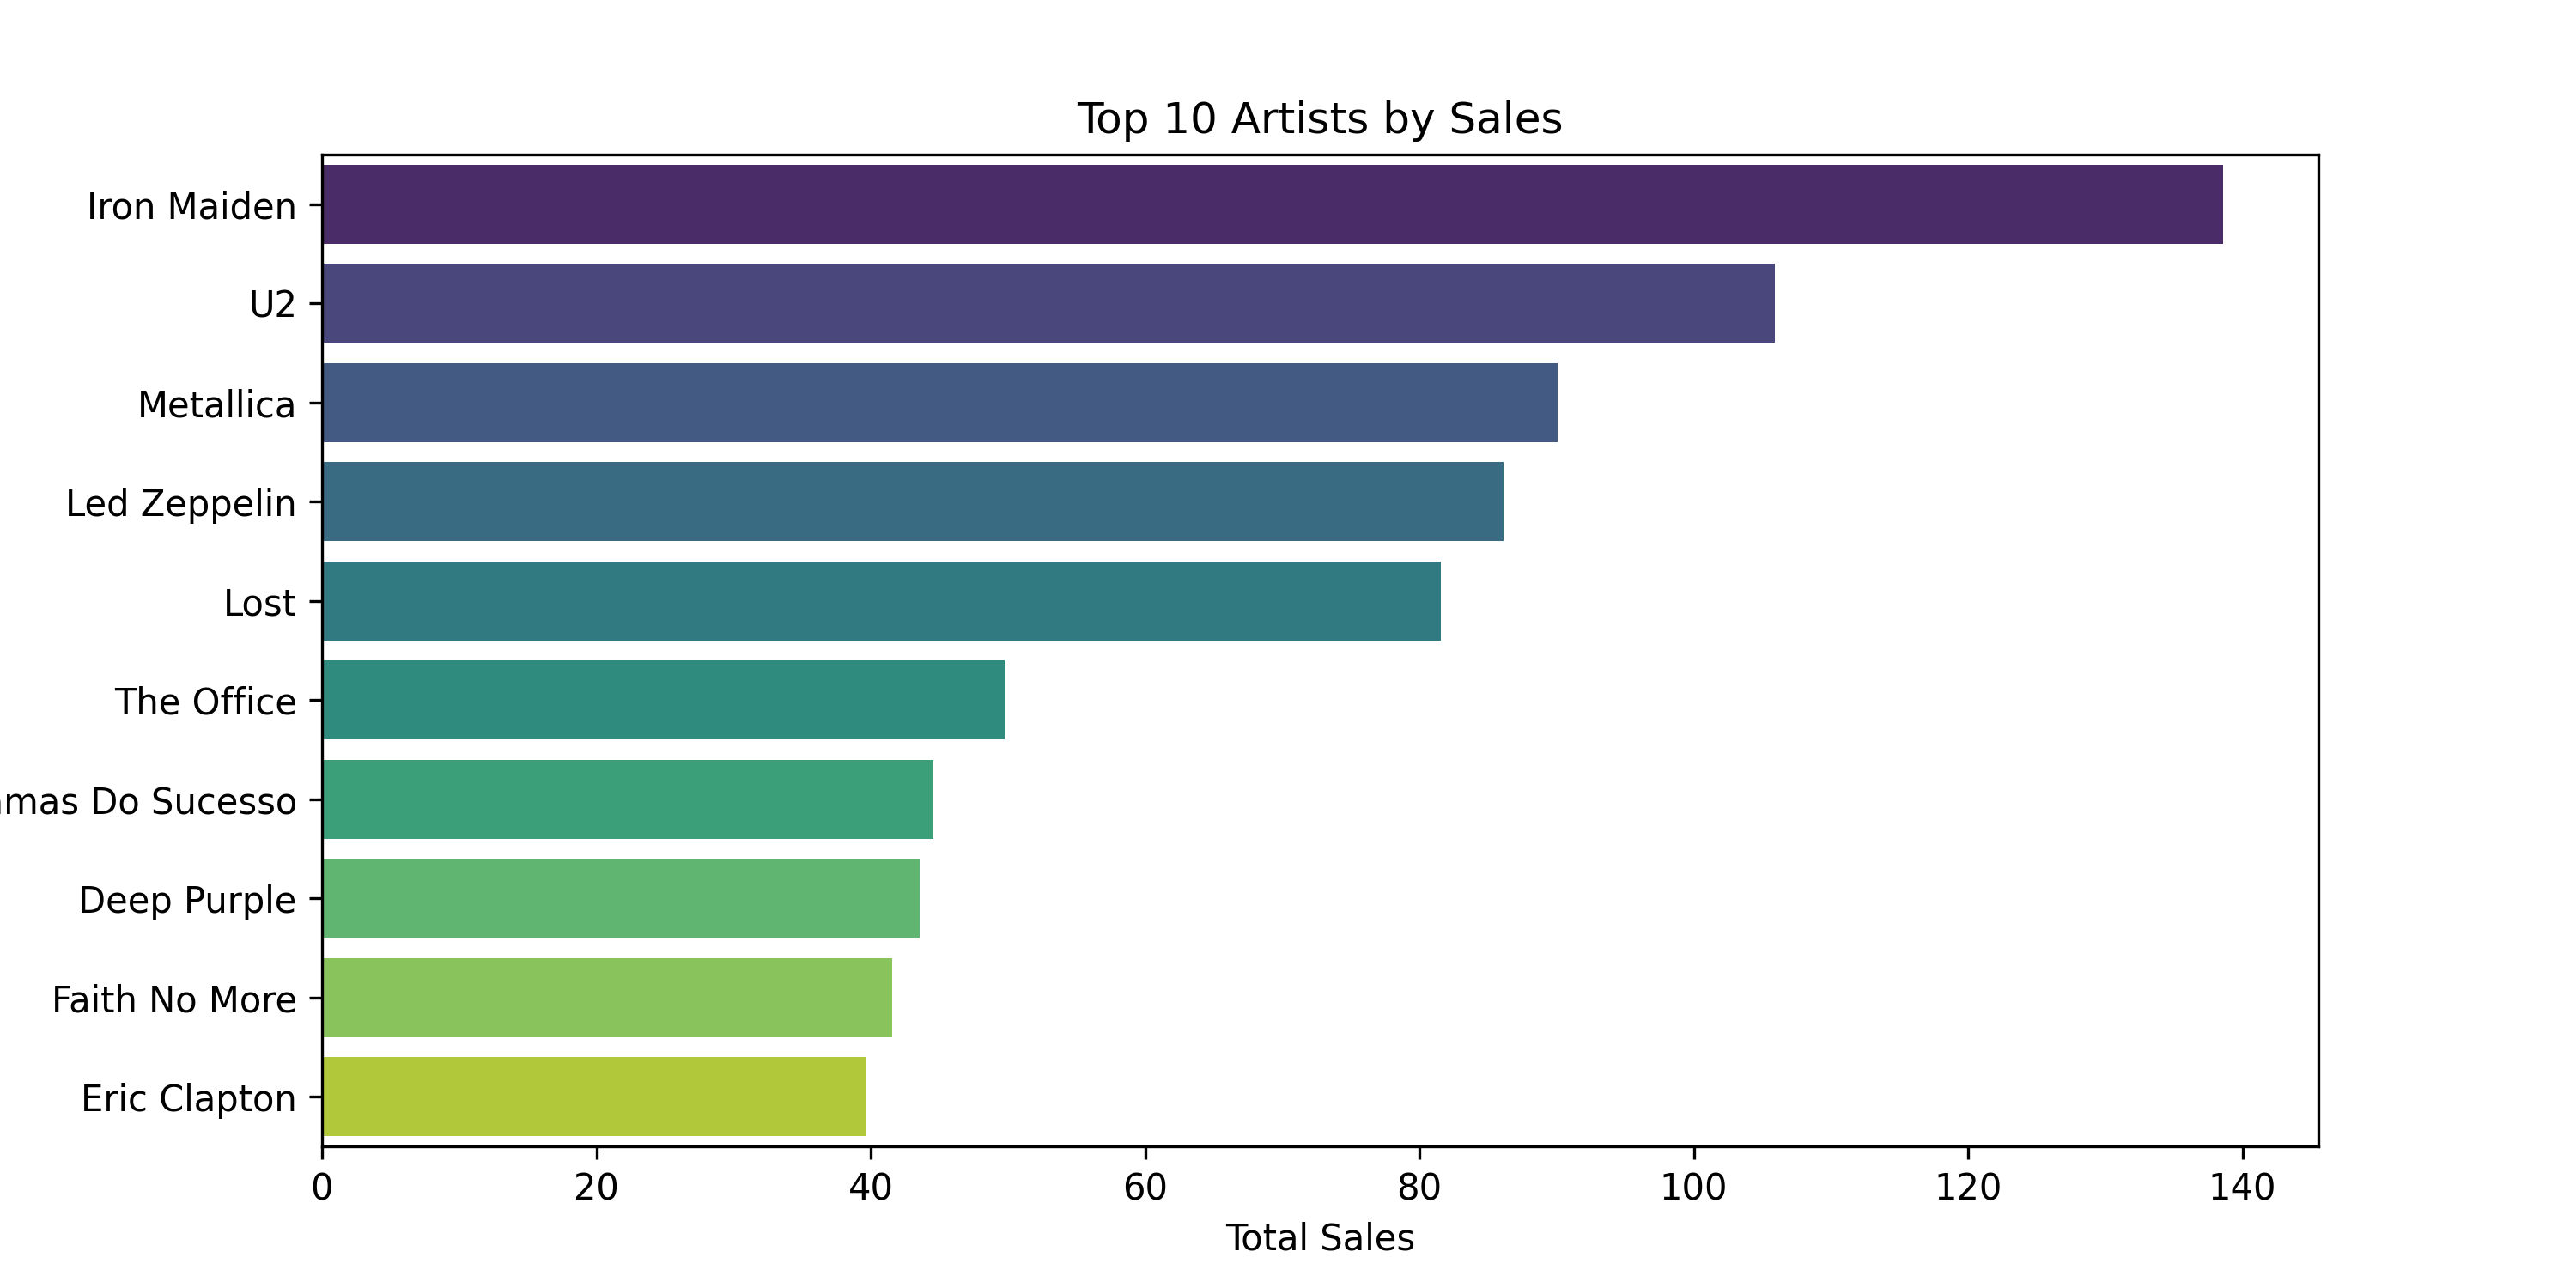 Top 10 Artists by Sales
Iron Maiden
U2
Metallica
Led Zeppelin
Lost
The Office
Do Sucesso
Deep Purple
Faith No More
Eric Clapton
0 20 40 60 80 100 120 140
Total Sales